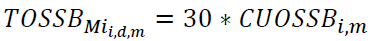 TOSSB_{Mi_{i,d,m}} = 30 * CUOSSB_{i,m}